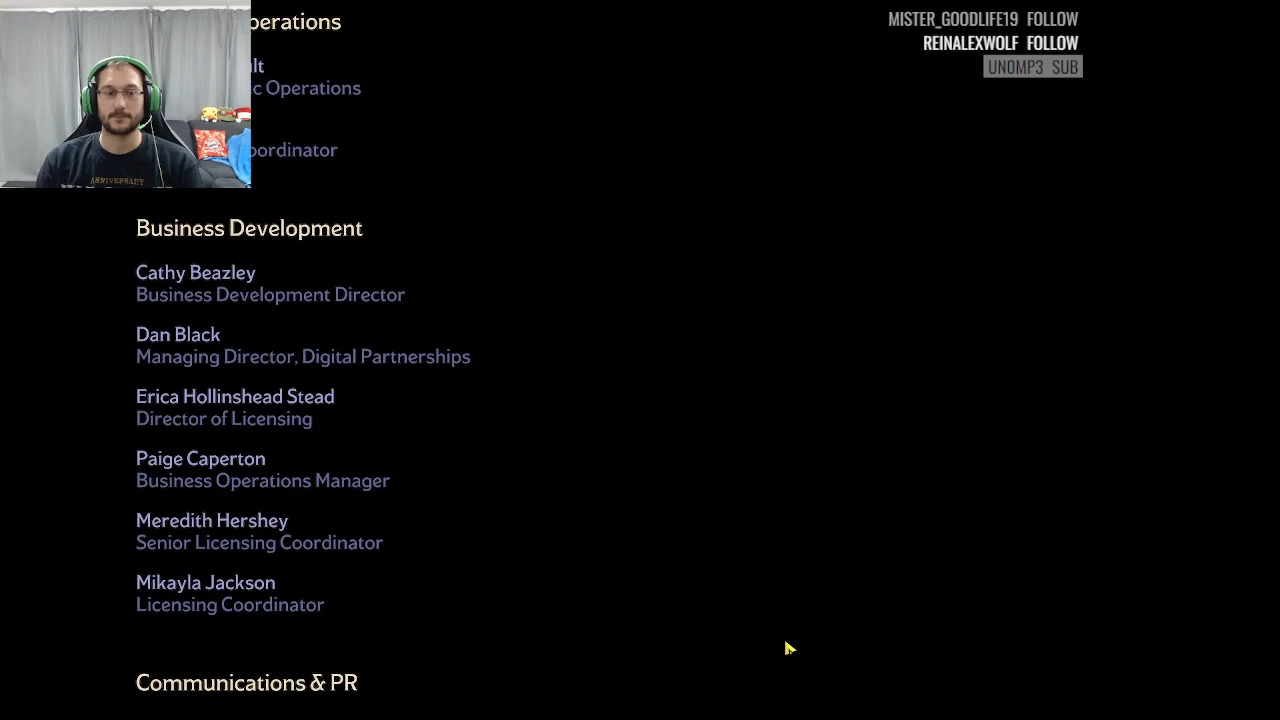 perations
MISTER_GOODLIFE19 FOLLOW
REINALEXWOLF FOLLOW
UNOMP3 SUB
lt
c Operations
oordinator
ANNIVERSARY
Business Development
Cathy Beazley
Business Development Director
Dan Black
Managing Director, Digital Partnerships
Erica Hollinshead Stead
Director of Licensing
Paige Caperton
Business Operations Manager
Meredith Hershey
Senior Licensing Coordinator
Mikayla Jackson
Licensing Coordinator
Communications & PR